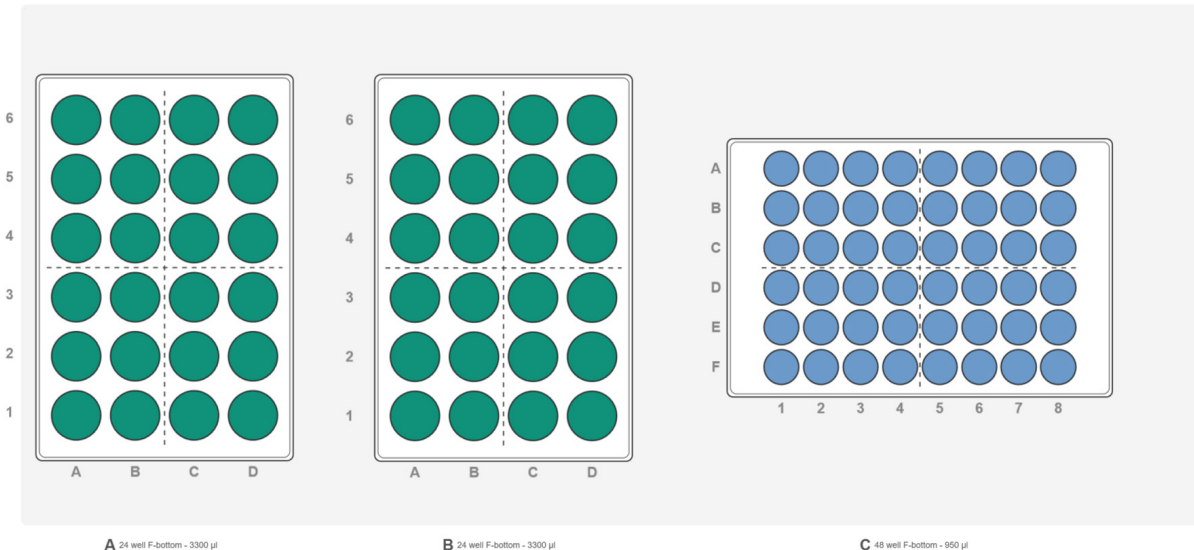 6
5
4
3
2
1
A B C D
A 24 well F-bottom - 3300 µl
6
5
4
3
2
1
A B C D
B 24 well F-bottom - 3300 µl
A
B
C
D
E
F
1 2 3 4 5 6 7 8
C 48 well F-bottom - 950 µl